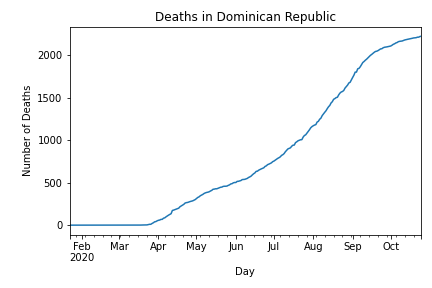 Deaths in Dominican Republic
Number of Deaths
2000
1500
1000
500
0
Feb Mar Apr May Jun Jul Aug Sep Oct
2020
Day